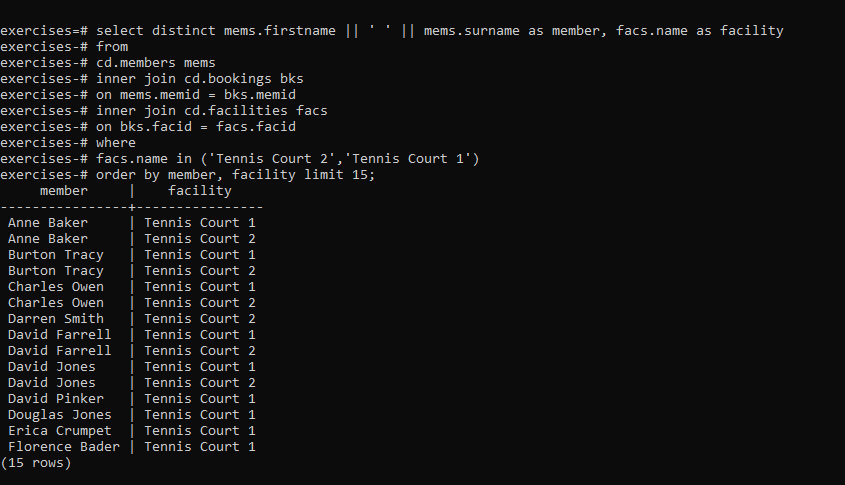 exercises=# select distinct mems.firstname || ' ' || mems.surname as member, facs.name as facility
exercises-# from
exercises-# cd.members mems
exercises-# inner join cd.bookings bks
exercises-# on mems.memid = bks.memid
exercises-# inner join cd.facilities facs
exercises-# on bks.facid = facs.facid
exercises-# where
exercises-# facs.name in ('Tennis Court 2','Tennis Court 1')
exercises-# order by member, facility limit 15;
     member     |    facility
----------------+----------------
 Anne Baker     | Tennis Court 1
 Anne Baker     | Tennis Court 2
 Burton Tracy   | Tennis Court 1
 Burton Tracy   | Tennis Court 2
 Charles Owen   | Tennis Court 1
 Charles Owen   | Tennis Court 2
 Darren Smith   | Tennis Court 2
 David Farrell  | Tennis Court 1
 David Farrell  | Tennis Court 2
 David Jones    | Tennis Court 1
 David Jones    | Tennis Court 2
 David Pinker   | Tennis Court 1
 Douglas Jones  | Tennis Court 1
 Erica Crumpet  | Tennis Court 1
 Florence Bader | Tennis Court 1
(15 rows)